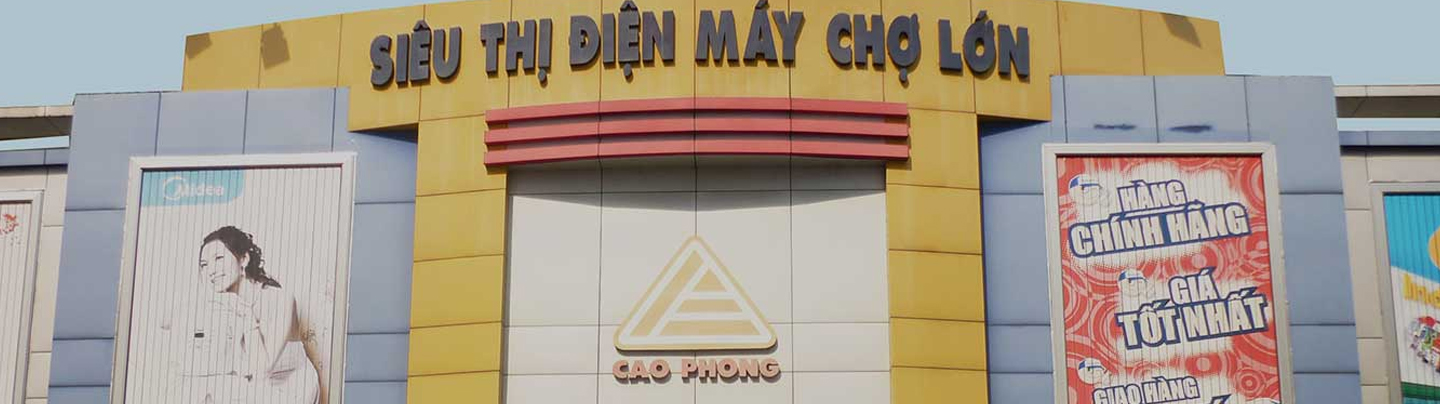 SIÊU THỊ ĐIỆN MÁY CHỢ LỚN
Midea
CAO PHONG
HÀNG
CHÍNH HÃNG
GIÁ
TỐT NHẤT
GIAO HÀNG